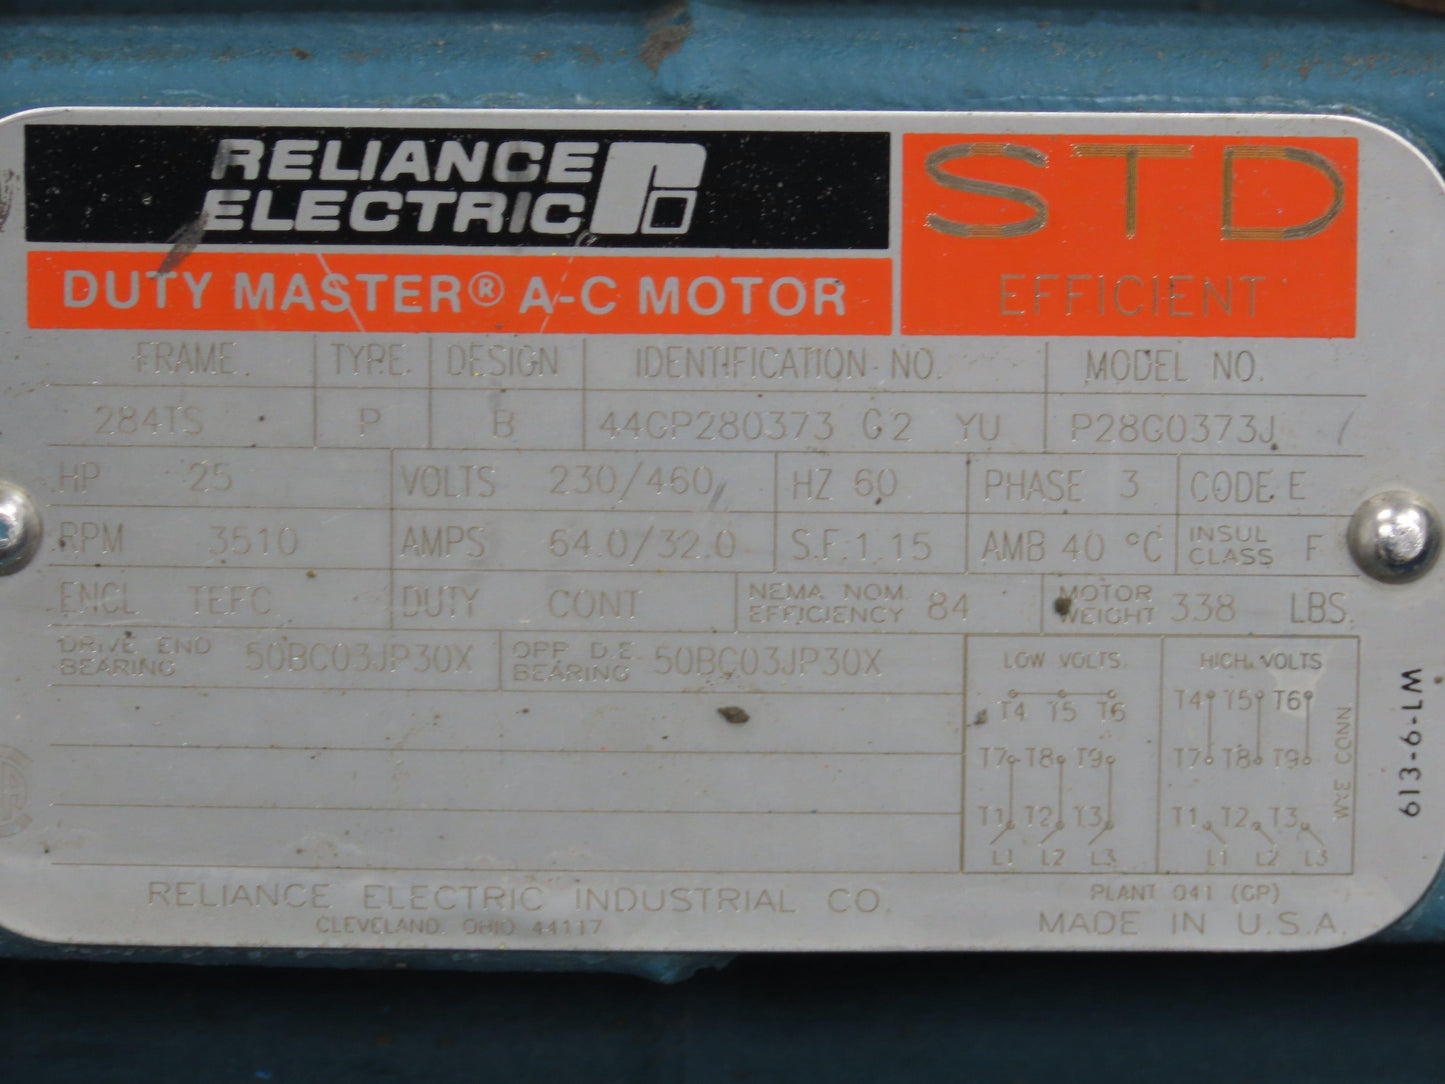 RELIANCE
ELECTRIC
STD
EFFICIENT
DUTY MASTER® A-C MOTOR
FRAME TYPE DESIGN IDENTIFICATION NO. MODEL NO.
284TS P B 44GP280373 G2 YU P28G0373J
HP 25 VOLTS 230/460 HZ 60 PHASE 3 CODE E
RPM 3510 AMPS 64.0/32.0 S.F. 1.15 AMB 40 °C INSUL CLASS F
ENCL TEFC DUTY CONT NEMA NOM. EFFICIENCY 84 MOTOR WEIGHT 338 LBS.
DRIVE END BEARING 50BC03JP30X OPP D.E. BEARING 50BC03JP30X
LOW VOLTS
T4 T5 T6
T7 T8 T9
T1 T2 T3
L1 L2 L3
HIGH VOLTS
T4 T5 T6
T7 T8 T9
T1 T2 T3
L1 L2 L3
WYE CONN
613-6-LM
RELIANCE ELECTRIC INDUSTRIAL CO.
CLEVELAND, OHIO 44117
PLANT 041 (GP)
MADE IN U.S.A.